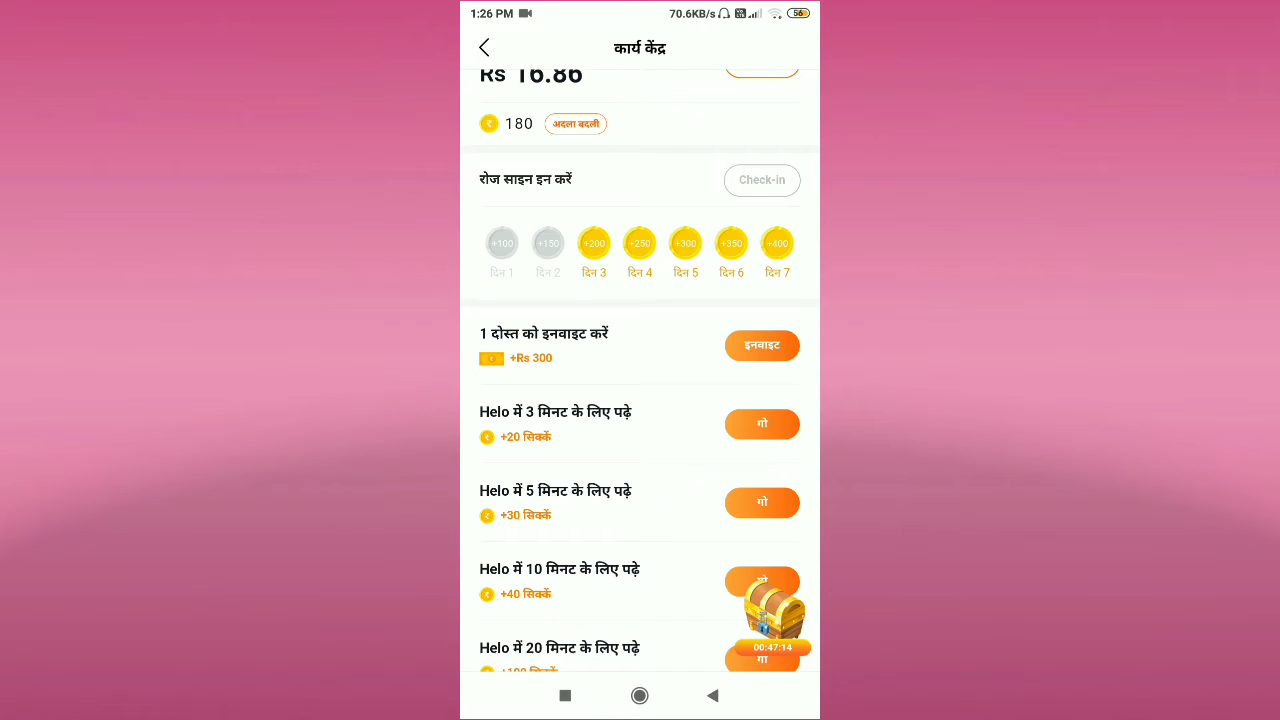 1:26 PM 70.6KB/s 56
कार्य केंद्र
Rs 16.86
180 अदला बदली
रोज साइन इन करें Check-in
+100 +150 +200 +250 +300 +350 +400
दिन 1 दिन 2 दिन 3 दिन 4 दिन 5 दिन 6 दिन 7
1 दोस्त को इनवाइट करें इनवाइट
+Rs 300
Helo में 3 मिनट के लिए पढ़े गो
+20 सिक्कें
Helo में 5 मिनट के लिए पढ़े गो
+30 सिक्कें
Helo में 10 मिनट के लिए पढ़े गो
+40 सिक्कें
00:47:14
Helo में 20 मिनट के लिए पढ़े गो
+100 सिक्कें